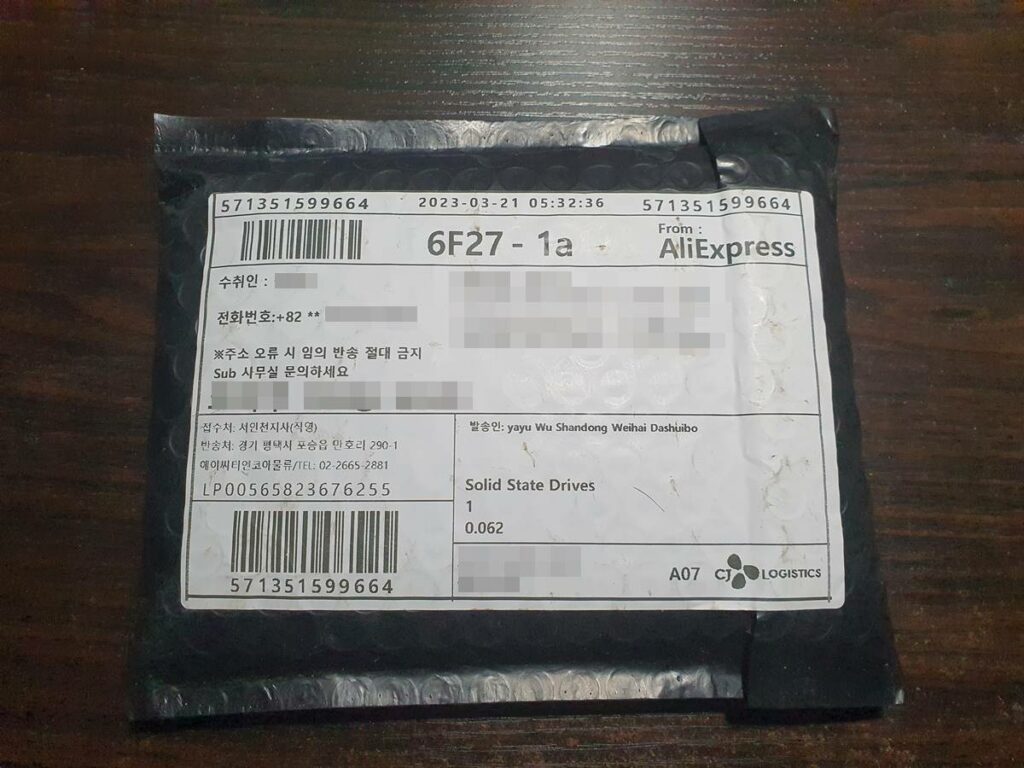 571351599664 2023-03-21 05:32:36 571351599664
6F27 - 1a
From :
AliExpress
수취인 :
전화번호:+82 **
※주소 오류 시 임의 반송 절대 금지
Sub 사무실 문의하세요
접수처: 서인천지사(직영)
반송처: 경기 평택시 포승읍 만호리 290-1
에이씨티앤코아물류/TEL: 02-2665-2881
LP00565823676255
571351599664
발송인: yayu Wu Shandong Weihai Dashuibo
Solid State Drives
1
0.062
A07 CJ LOGISTICS